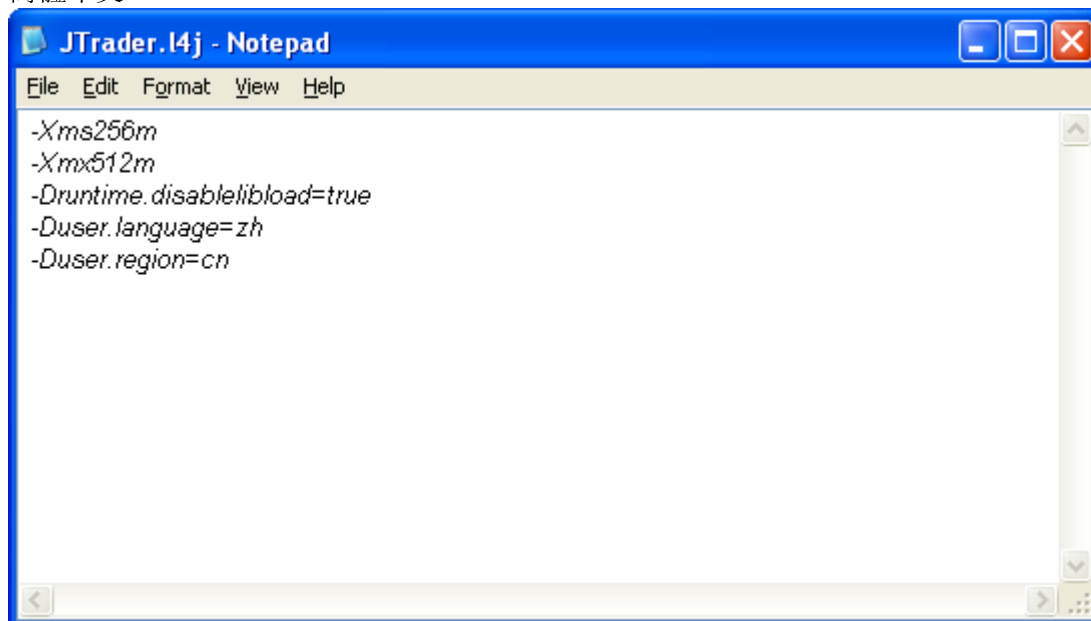 JTrader.l4j - Notepad
File Edit Format View Help
-Xms256m
-Xmx512m
-Druntime.disablelibload=true
-Duser.language=zh
-Duser.region=cn